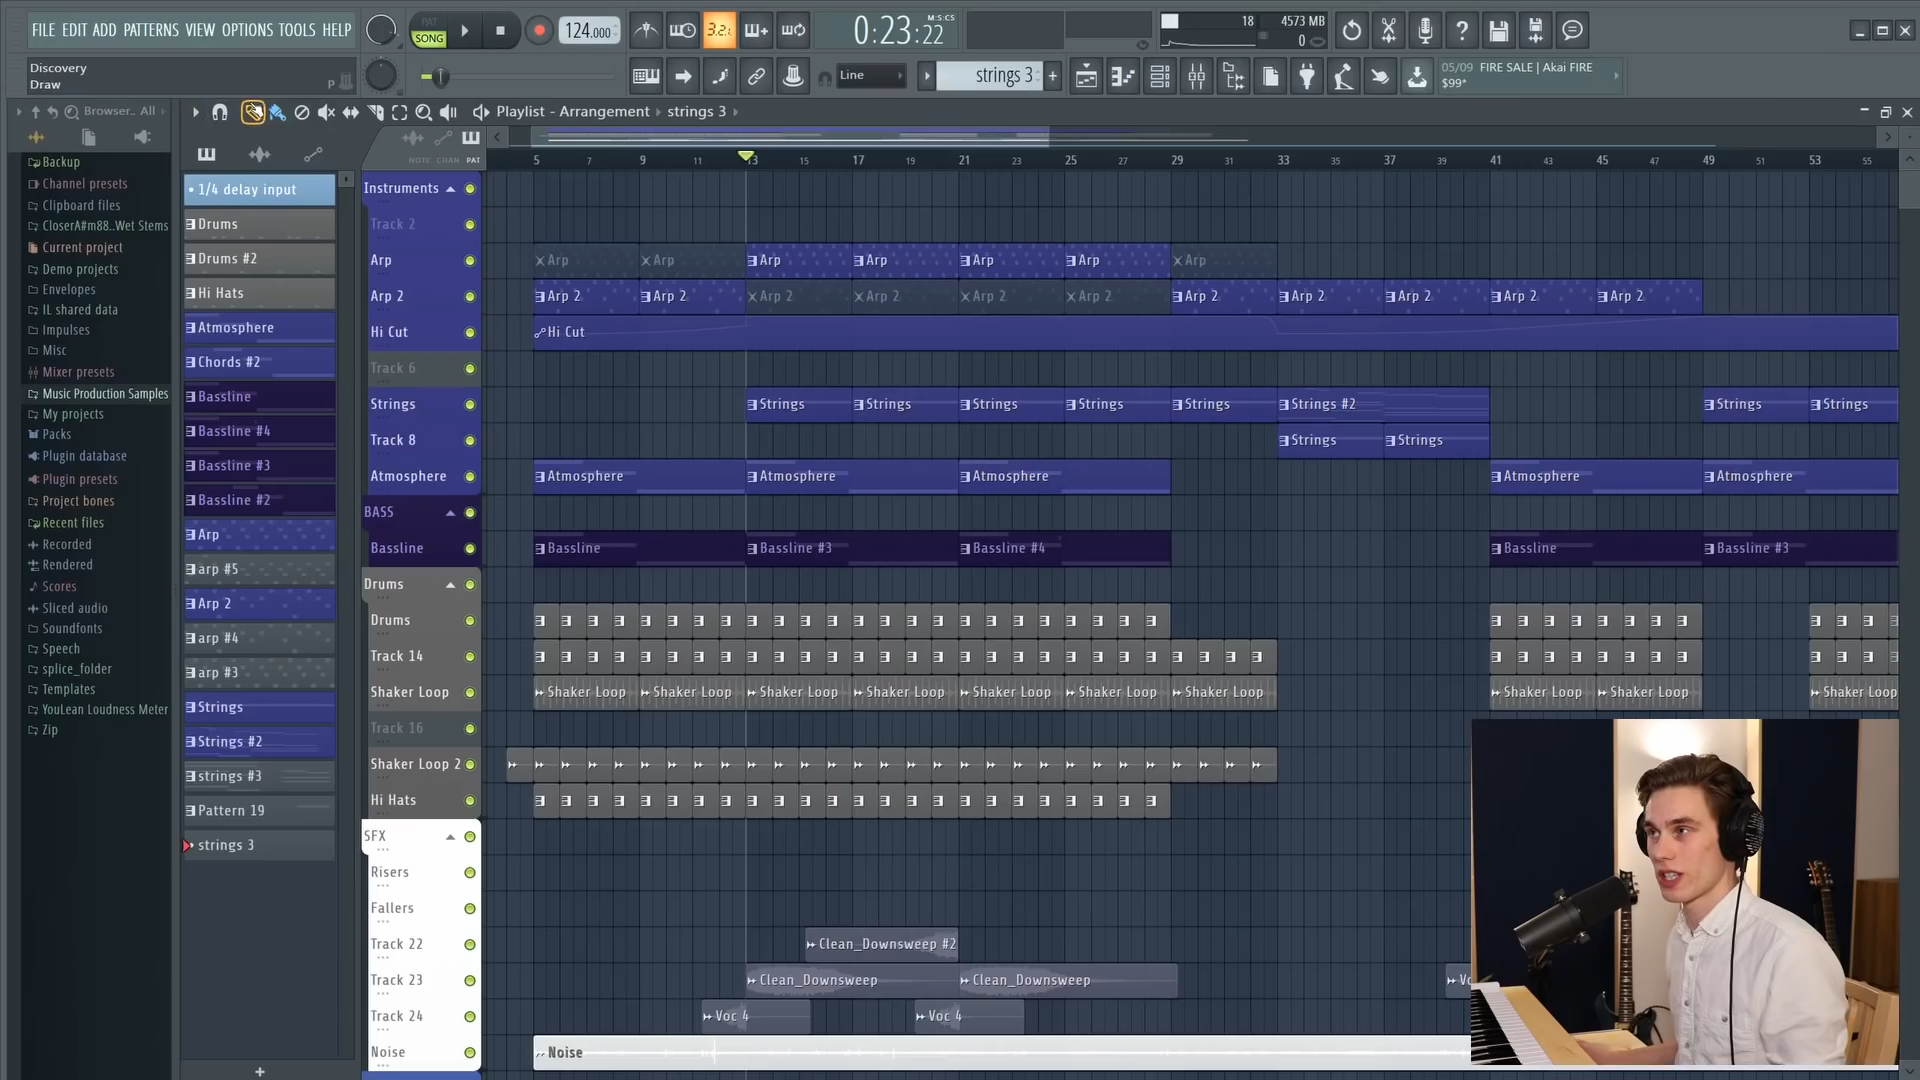 FILE EDIT ADD PATTERNS VIEW OPTIONS TOOLS HELP
PAT
SONG
124.000
3.2.
0:23:22
M:S:CS
18
4573 MB
0
Discovery
Draw
P
Line
strings 3
05/09 FIRE SALE | Akai FIRE
$99*
Browser.. All
Playlist - Arrangement › strings 3
NOTE CHAN PAT
5 7 9 11 13 15 17 19 21 23 25 27 29 31 33 35 37 39 41 43 45 47 49 51 53 55
Backup
Channel presets
Clipboard files
CloserA#m88..Wet Stems
Current project
Demo projects
Envelopes
IL shared data
Impulses
Misc
Mixer presets
Music Production Samples
My projects
Packs
Plugin database
Plugin presets
Project bones
Recent files
Recorded
Rendered
Scores
Sliced audio
Soundfonts
Speech
splice_folder
Templates
YouLean Loudness Meter
Zip
1/4 delay input
Drums
Drums #2
Hi Hats
Atmosphere
Chords #2
Bassline
Bassline #4
Bassline #3
Bassline #2
Arp
arp #5
Arp 2
arp #4
arp #3
Strings
Strings #2
strings #3
Pattern 19
strings 3
Instruments
Track 2
Arp Arp Arp Arp Arp Arp Arp Arp
Arp 2 Arp 2 Arp 2 Arp 2 Arp 2 Arp 2 Arp 2 Arp 2 Arp 2 Arp 2 Arp 2 Arp 2
Hi Cut Hi Cut
Track 6
Strings Strings Strings Strings Strings Strings Strings #2 Strings Strings
Track 8 Strings Strings
Atmosphere Atmosphere Atmosphere Atmosphere Atmosphere Atmosphere
BASS
Bassline Bassline Bassline #3 Bassline #4 Bassline Bassline #3
Drums
Drums
Track 14
Shaker Loop Shaker Loop Shaker Loop Shaker Loop Shaker Loop Shaker Loop Shaker Loop Shaker Loop Shaker Loop Shaker Loop Shaker Loop
Track 16
Shaker Loop 2
Hi Hats
SFX
Risers
Fallers
Track 22 Clean_Downsweep #2
Track 23 Clean_Downsweep Clean_Downsweep Vo
Track 24 Voc 4 Voc 4
Noise Noise